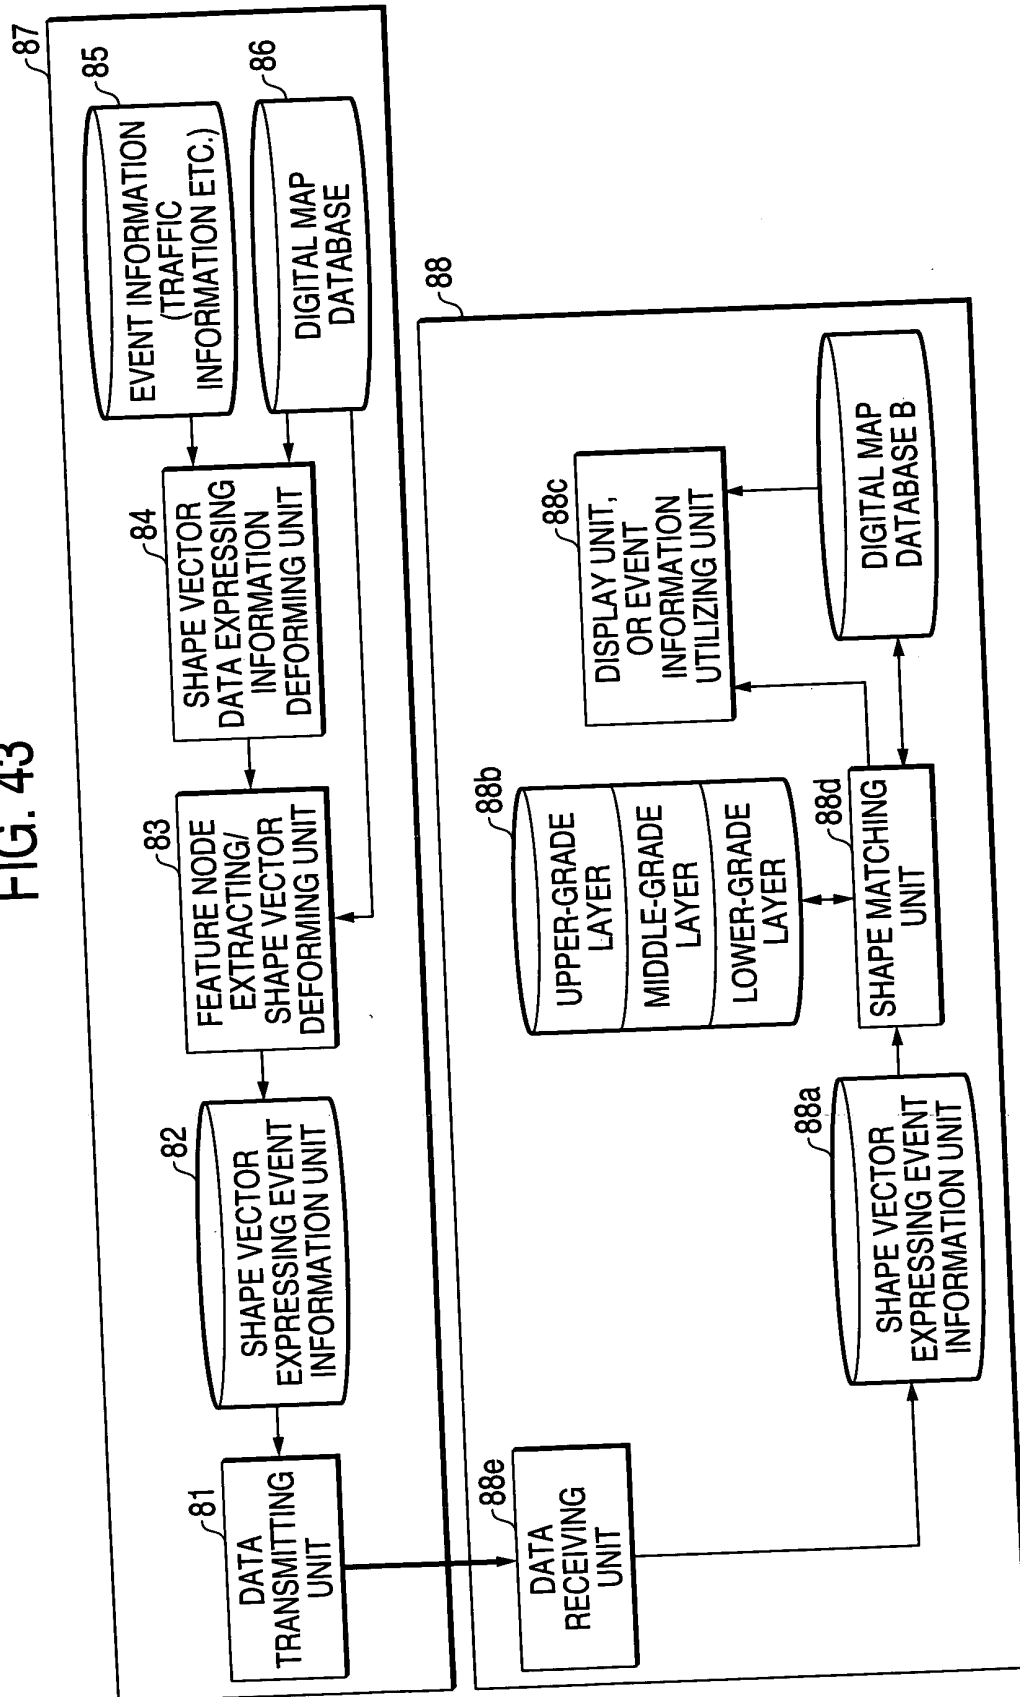 FIG. 43
87
81
DATA
TRANSMITTING
UNIT
82
SHAPE VECTOR
EXPRESSING EVENT
INFORMATION UNIT
83
FEATURE NODE
EXTRACTING/
SHAPE VECTOR
DEFORMING UNIT
84
SHAPE VECTOR
DATA EXPRESSING
INFORMATION
DEFORMING UNIT
85
EVENT INFORMATION
(TRAFFIC
INFORMATION ETC.)
86
DIGITAL MAP
DATABASE
88
88e
DATA
RECEIVING
UNIT
88a
SHAPE VECTOR
EXPRESSING EVENT
INFORMATION UNIT
88b
UPPER-GRADE
LAYER
MIDDLE-GRADE
LAYER
LOWER-GRADE
LAYER
88d
SHAPE MATCHING
UNIT
88c
DISPLAY UNIT,
OR EVENT
INFORMATION
UTILIZING UNIT
DIGITAL MAP
DATABASE B